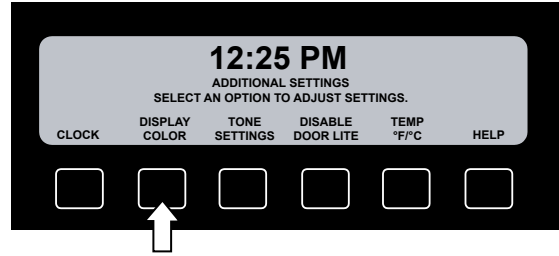 12:25 PM
ADDITIONAL SETTINGS
SELECT AN OPTION TO ADJUST SETTINGS.
CLOCK
DISPLAY
COLOR
TONE
SETTINGS
DISABLE
DOOR LITE
TEMP
°F/°C
HELP